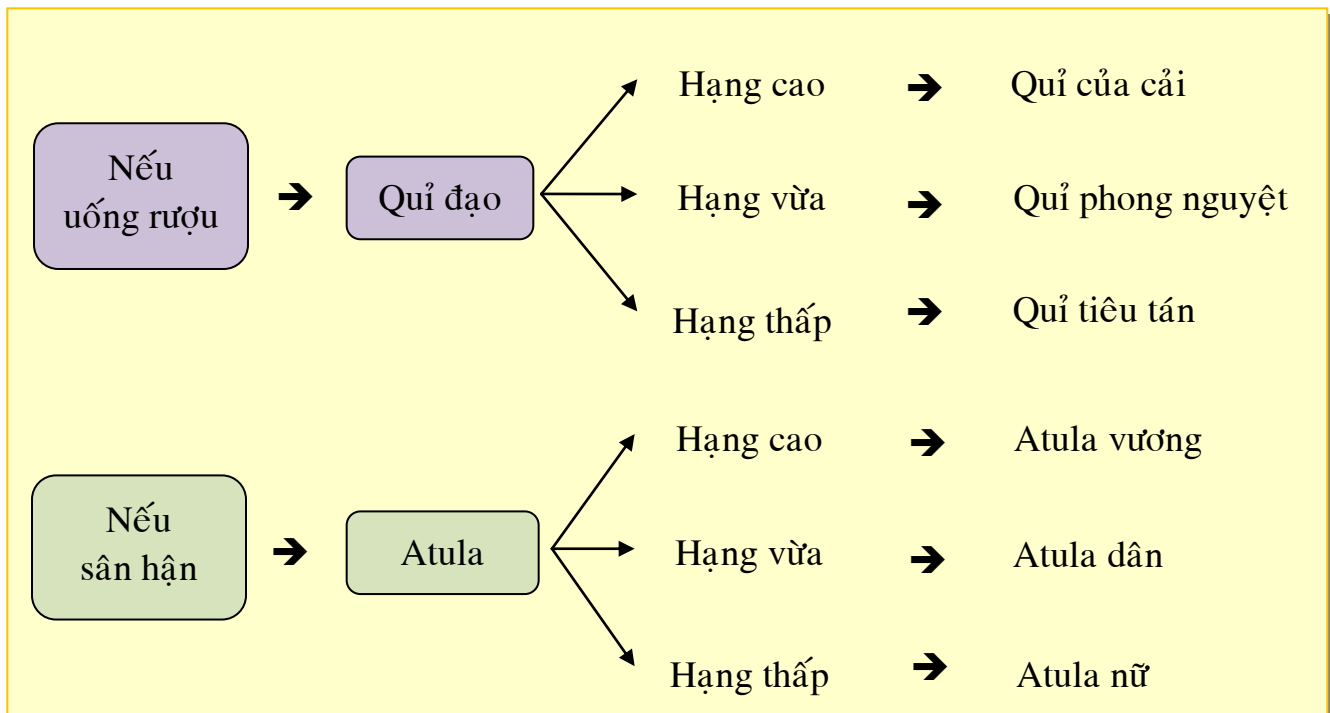 Nếu
uống rượu
➔
Quỉ đạo
Hạng cao ➔ Quỉ của cải
Hạng vừa ➔ Quỉ phong nguyệt
Hạng thấp ➔ Quỉ tiêu tán
Nếu
sân hận
➔
Atula
Hạng cao ➔ Atula vương
Hạng vừa ➔ Atula dân
Hạng thấp ➔ Atula nữ